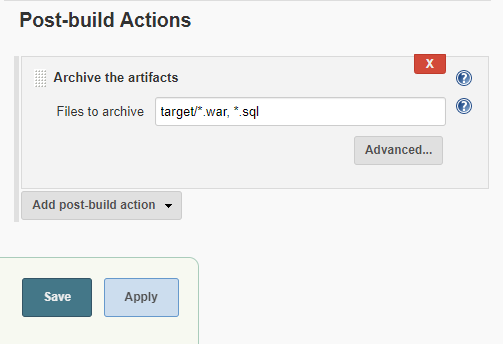 Post-build Actions
X
Archive the artifacts
?
Files to archive target/*.war, *.sql
?
Advanced...
Add post-build action
Save Apply